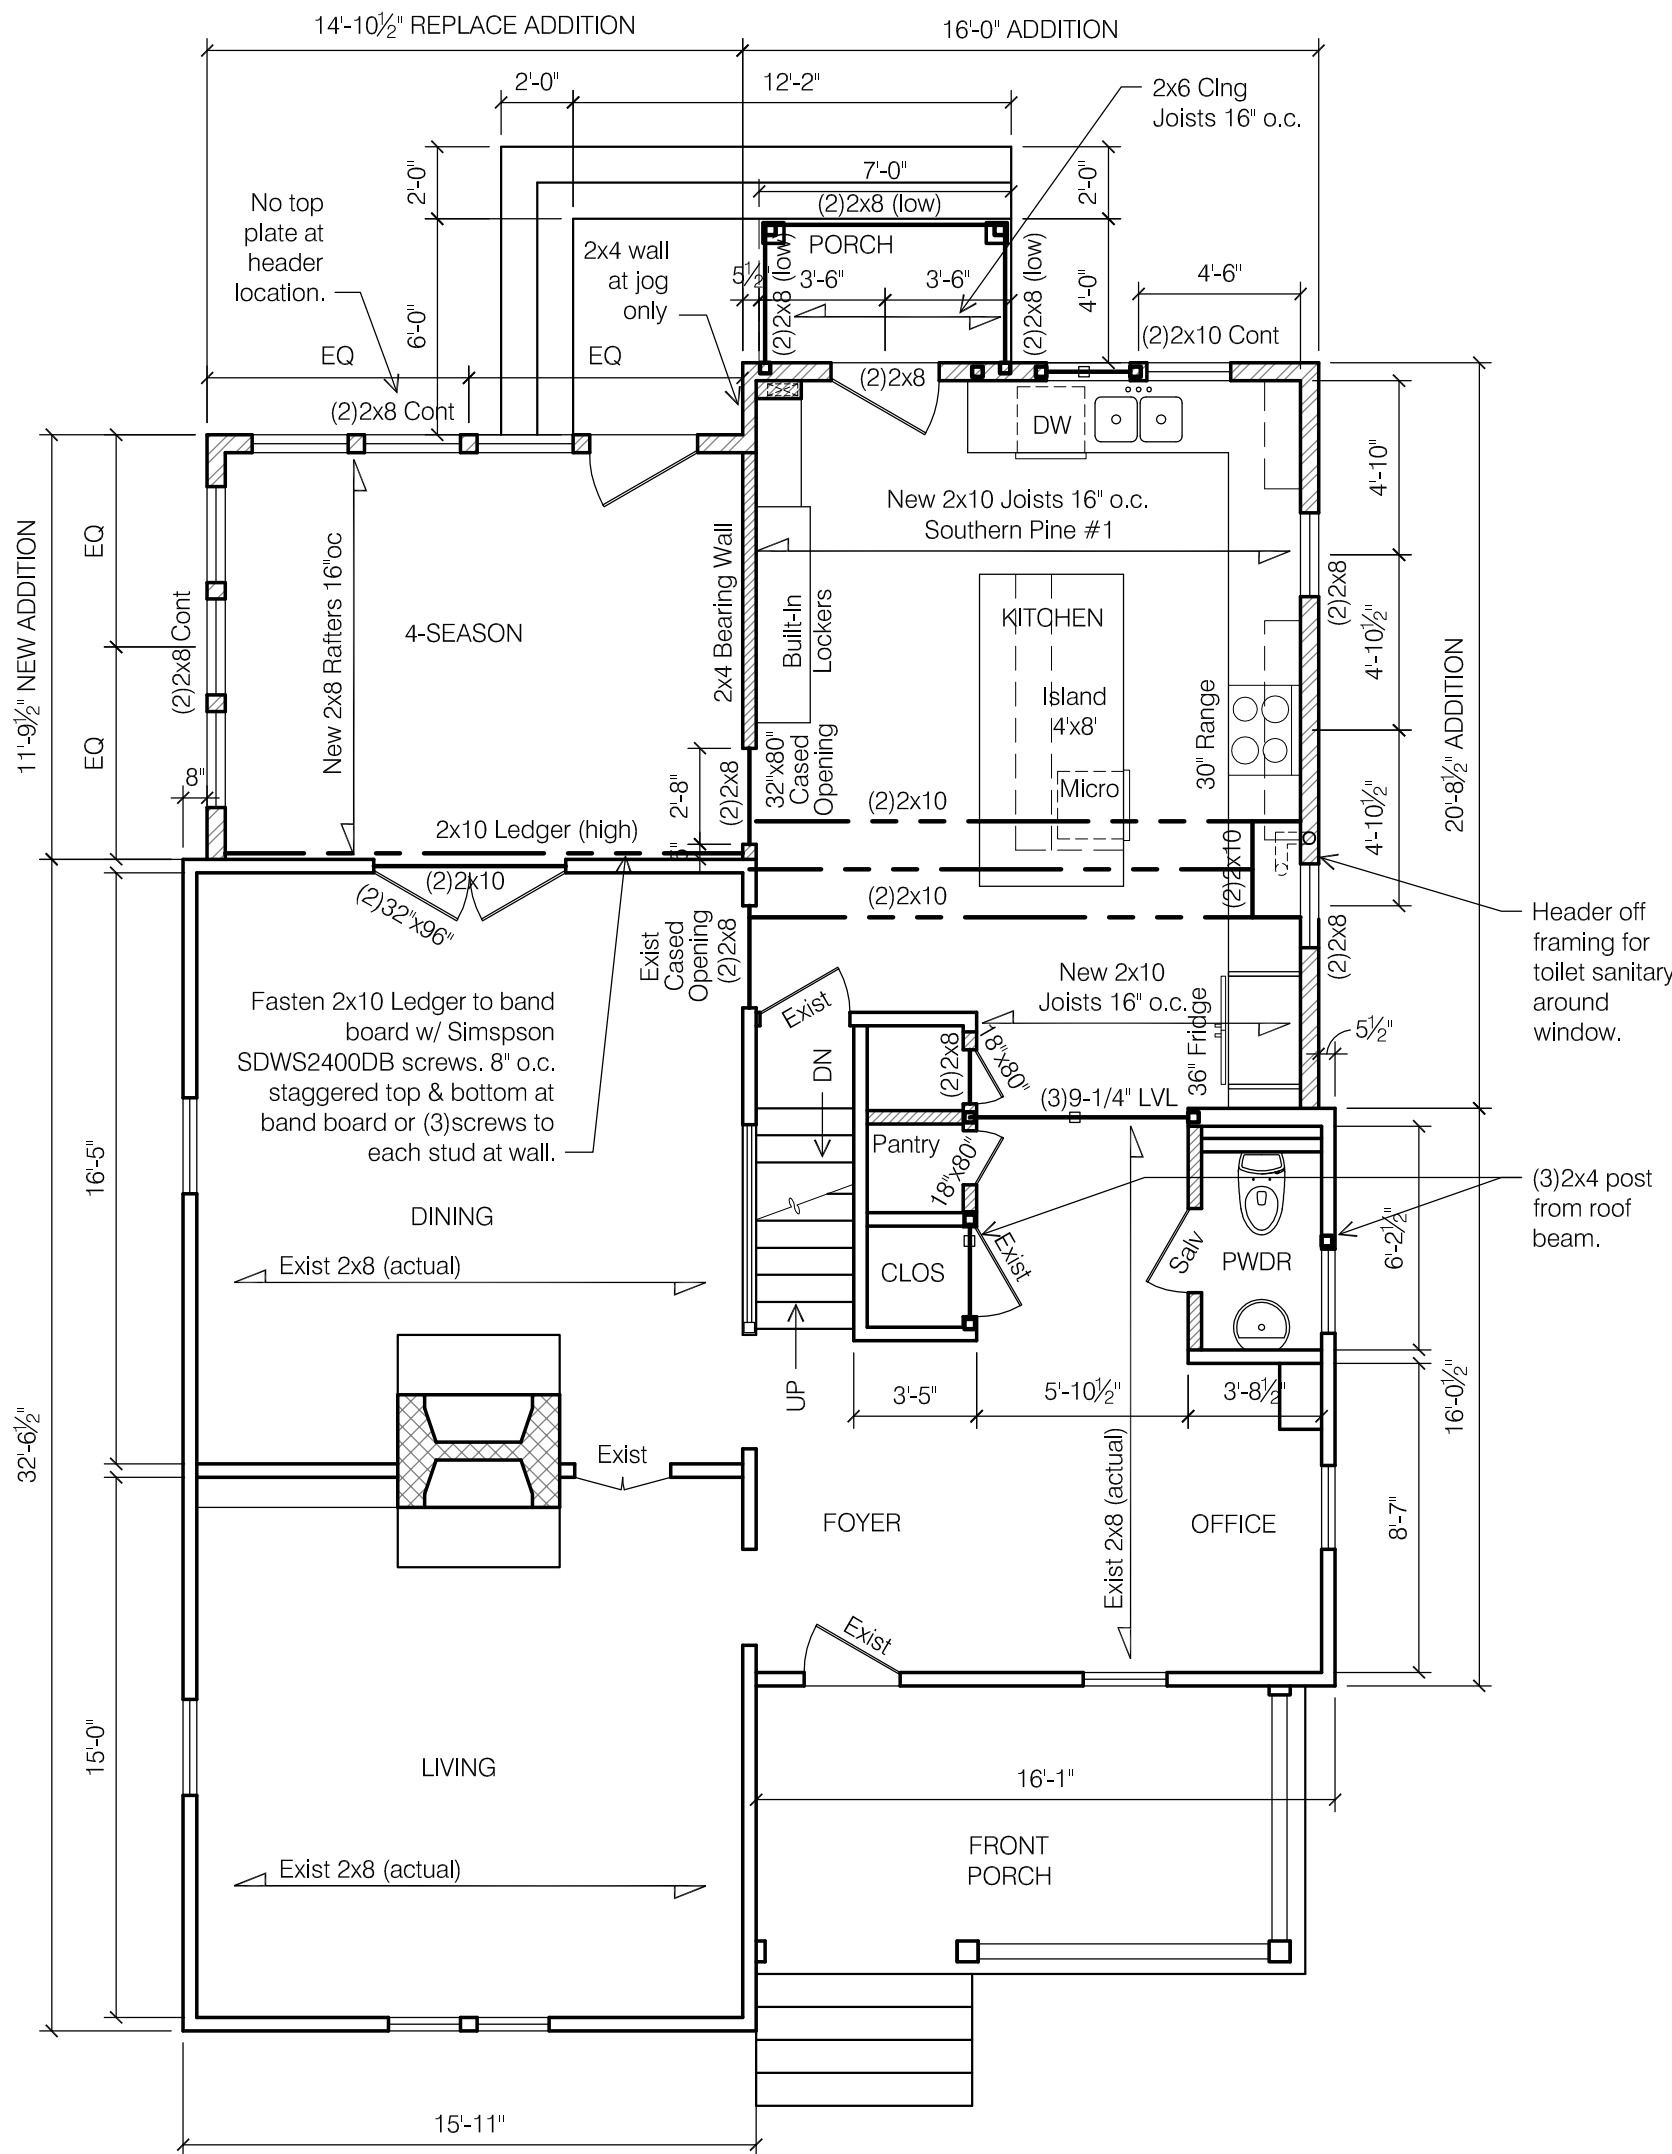 14'-10½" REPLACE ADDITION
16'-0" ADDITION
2'-0"
12'-2"
2x6 Clng
Joists 16" o.c.
2'-0"
7'-0"
2'-0"
(2)2x8 (low)
No top
plate at
header
location.
2x4 wall
at jog
only
PORCH
(2)2x8 (low)
(2)2x8 (low)
5½"
3'-6"
3'-6"
4'-0"
4'-6"
6'-0"
(2)2x10 Cont
EQ
EQ
(2)2x8
(2)2x8 Cont
DW
4'-10"
New 2x10 Joists 16" o.c.
Southern Pine #1
11'-9½" NEW ADDITION
EQ
(2)2x8 Cont
EQ
8"
New 2x8 Rafters 16"oc
4-SEASON
2x4 Bearing Wall
Built-In
Lockers
KITCHEN
Island
4'x8'
Micro
30" Range
(2)2x8
4'-10½"
4'-10½"
20'-8½" ADDITION
2'-8"
(2)2x8
32"x80"
Cased
Opening
(2)2x10
2x10 Ledger (high)
5"
(2)2x10
(2)32"x96"
(2)2x10
(2)2x10
Exist
Cased
Opening
(2)2x8
(2)2x8
Header off
framing for
toilet sanitary
around
window.
New 2x10
Joists 16" o.c.
Fasten 2x10 Ledger to band
board w/ Simspson
SDWS2400DB screws. 8" o.c.
staggered top & bottom at
band board or (3)screws to
each stud at wall.
Exist
DN
(2)2x8
18"x80"
36" Fridge
5½"
(3)9-1/4" LVL
Pantry
18"x80"
16'-5"
DINING
(3)2x4 post
from roof
beam.
6'-2½"
Exist 2x8 (actual)
CLOS
Exist
Salv
PWDR
UP
3'-5"
5'-10½"
3'-8½"
16'-0½"
32'-6½"
Exist
Exist 2x8 (actual)
FOYER
OFFICE
8'-7"
Exist
15'-0"
LIVING
16'-1"
Exist 2x8 (actual)
FRONT
PORCH
15'-11"